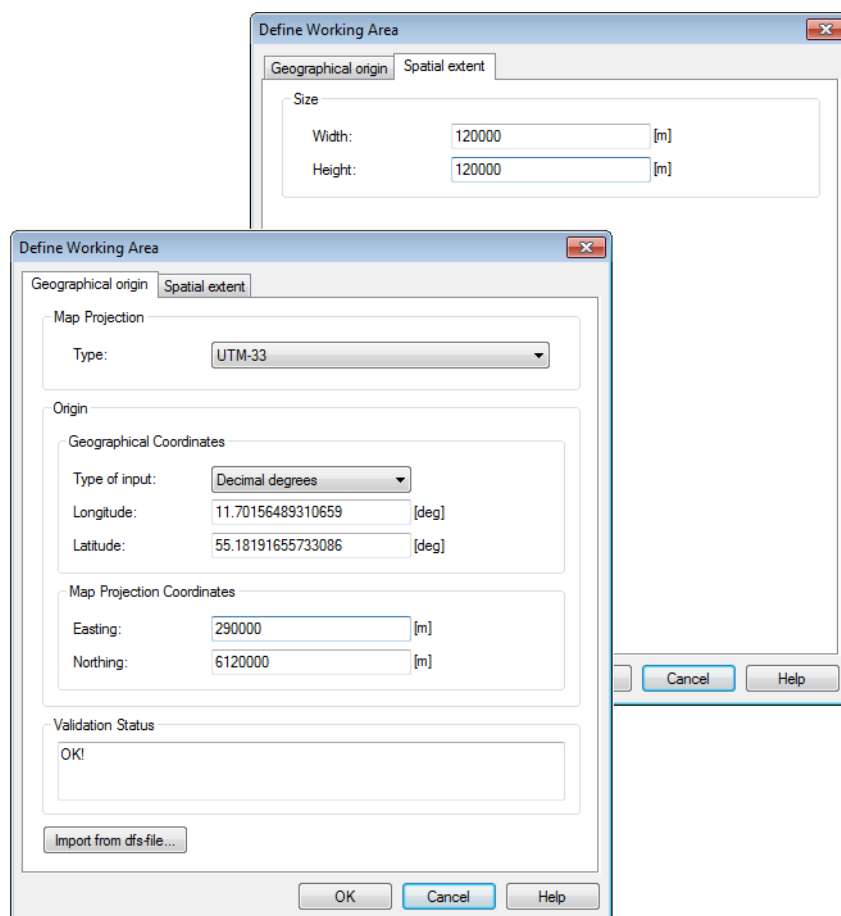 Define Working Area
Geographical origin Spatial extent
Size
Width: 120000 [m]
Height: 120000 [m]
Cancel Help
Define Working Area
Geographical origin Spatial extent
Map Projection
Type: UTM-33
Origin
Geographical Coordinates
Type of input: Decimal degrees
Longitude: 11.70156489310659 [deg]
Latitude: 55.18191655733086 [deg]
Map Projection Coordinates
Easting: 290000 [m]
Northing: 6120000 [m]
Validation Status
OK!
Import from dfs-file...
OK Cancel Help